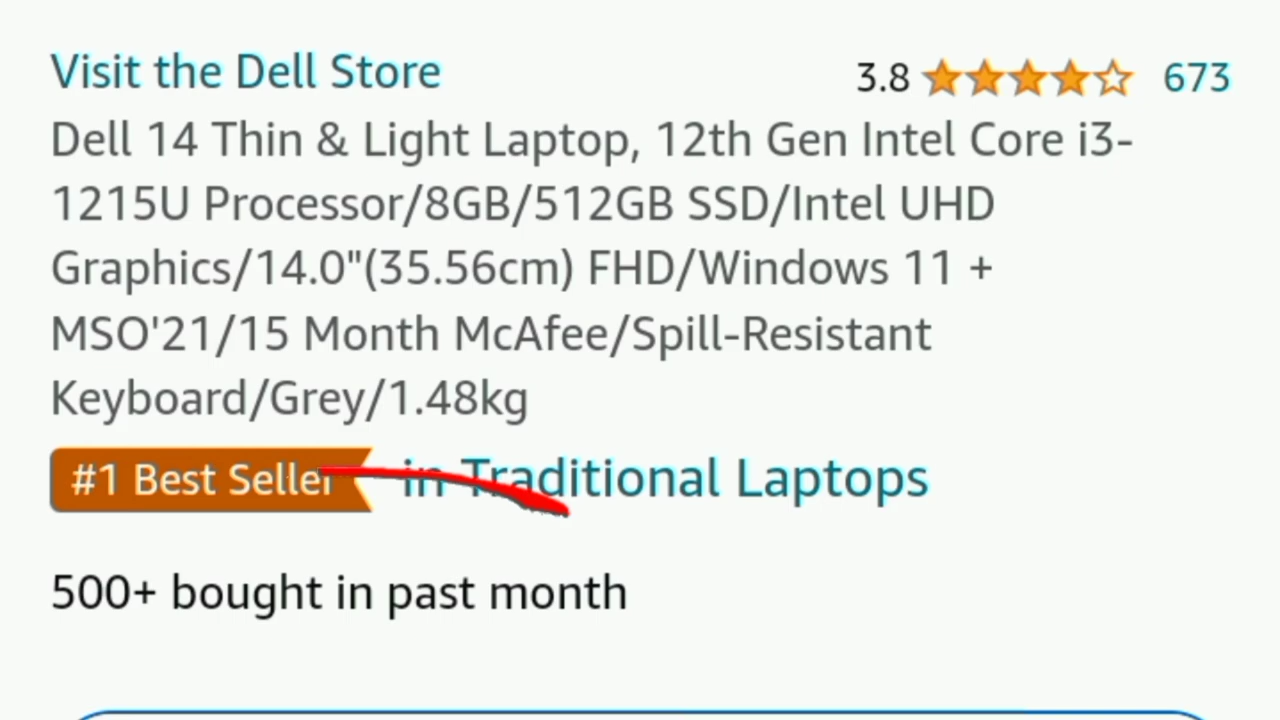 Visit the Dell Store
3.8 673
Dell 14 Thin & Light Laptop, 12th Gen Intel Core i3-
1215U Processor/8GB/512GB SSD/Intel UHD
Graphics/14.0"(35.56cm) FHD/Windows 11 +
MSO'21/15 Month McAfee/Spill-Resistant
Keyboard/Grey/1.48kg
#1 Best Seller in Traditional Laptops
500+ bought in past month